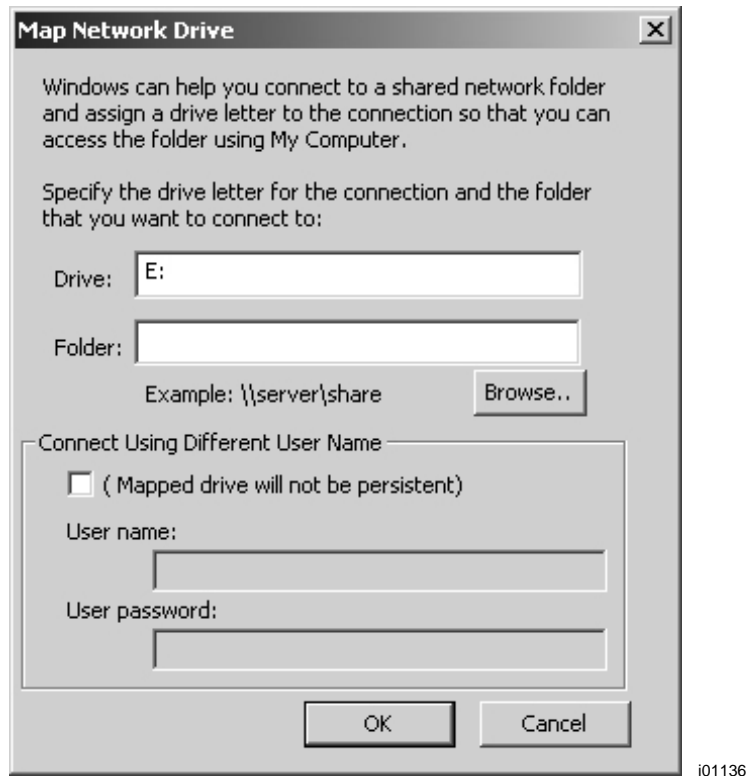 Map Network Drive
Windows can help you connect to a shared network folder
and assign a drive letter to the connection so that you can
access the folder using My Computer.
Specify the drive letter for the connection and the folder
that you want to connect to:
Drive: E:
Folder:
Example: \\server\share Browse..
Connect Using Different User Name
( Mapped drive will not be persistent)
User name:
User password:
OK Cancel
i01136